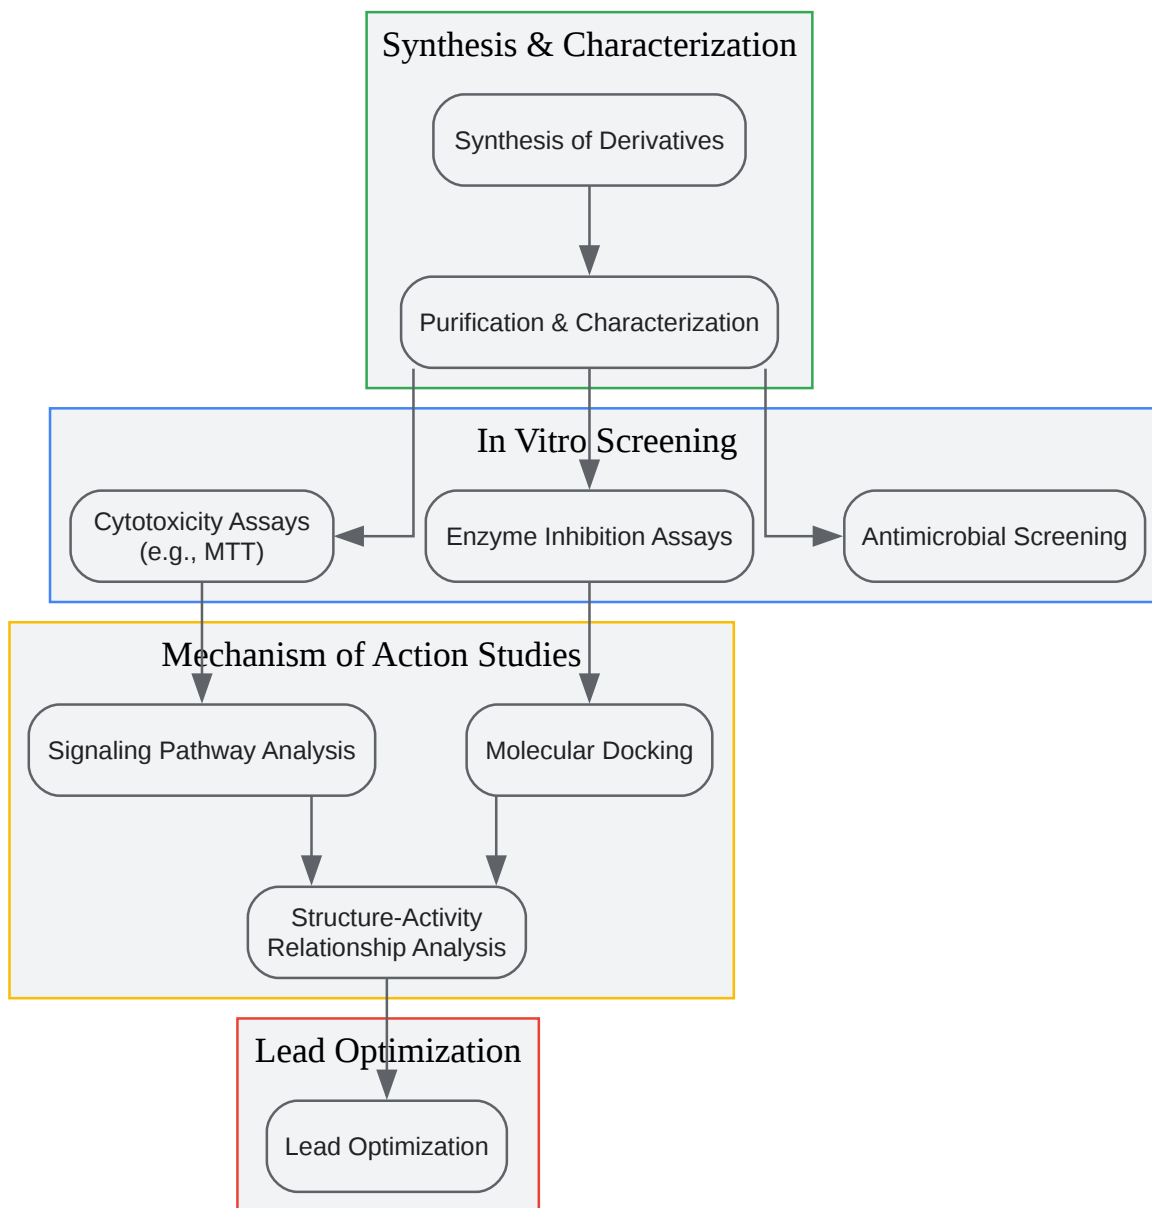 Synthesis & Characterization
Synthesis of Derivatives
Purification & Characterization
In Vitro Screening
Cytotoxicity Assays
(e.g., MTT)
Enzyme Inhibition Assays
Antimicrobial Screening
Mechanism of Action Studies
Signaling Pathway Analysis
Molecular Docking
Structure-Activity
Relationship Analysis
Lead Optimization
Lead Optimization